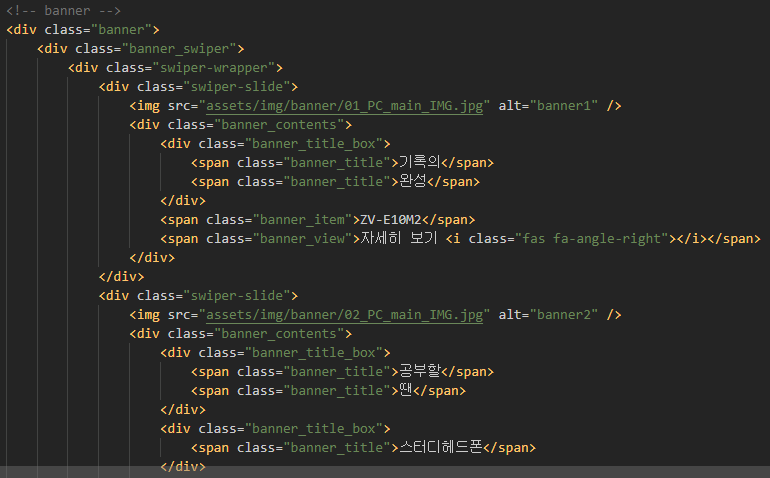 <!-- banner -->
<div class="banner">
<div class="banner_swiper">
<div class="swiper-wrapper">
<div class="swiper-slide">
<img src="assets/img/banner/01_PC_main_IMG.jpg" alt="banner1" />
<div class="banner_contents">
<div class="banner_title_box">
<span class="banner_title">기록의</span>
<span class="banner_title">완성</span>
</div>
<span class="banner_item">ZV-E10M2</span>
<span class="banner_view">자세히 보기 <i class="fas fa-angle-right"></i></span>
</div>
</div>
<div class="swiper-slide">
<img src="assets/img/banner/02_PC_main_IMG.jpg" alt="banner2" />
<div class="banner_contents">
<div class="banner_title_box">
<span class="banner_title">공부할</span>
<span class="banner_title">땐</span>
</div>
<div class="banner_title_box">
<span class="banner_title">스터디헤드폰</span>
</div>